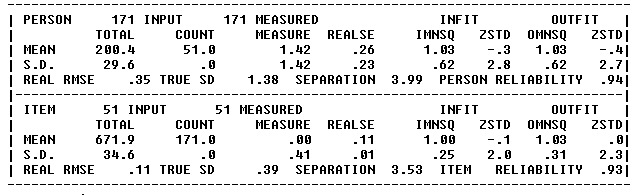 | PERSON 171 INPUT 171 MEASURED INFIT OUTFIT |
| TOTAL COUNT MEASURE REALSE IMNSQ ZSTD OMNSQ ZSTD|
| MEAN 200.4 51.0 1.42 .26 1.03 -.3 1.03 -.4|
| S.D. 29.6 .0 1.42 .23 .62 2.8 .62 2.7|
| REAL RMSE .35 TRUE SD 1.38 SEPARATION 3.99 PERSON RELIABILITY .94|
| ITEM 51 INPUT 51 MEASURED INFIT OUTFIT |
| TOTAL COUNT MEASURE REALSE IMNSQ ZSTD OMNSQ ZSTD|
| MEAN 671.9 171.0 .00 .11 1.00 -.1 1.03 .0|
| S.D. 34.6 .0 .41 .01 .25 2.0 .31 2.3|
| REAL RMSE .11 TRUE SD .39 SEPARATION 3.53 ITEM RELIABILITY .93|